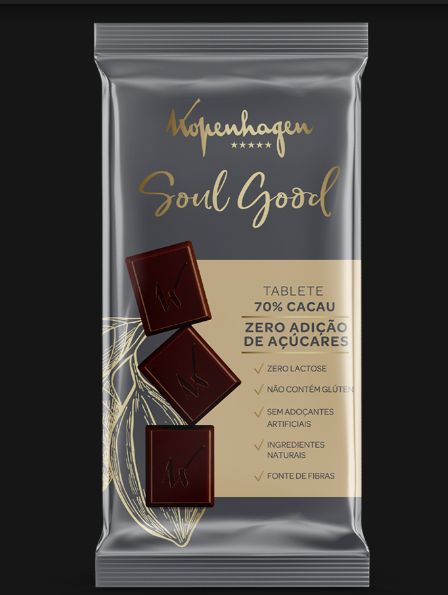 Kopenhagen
Soul Good
TABLETE
70% CACAU
ZERO ADIÇÃO
DE AÇÚCARES
ZERO LACTOSE
NÃO CONTÉM GLÚTEN
SEM ADOÇANTES
ARTIFICIAIS
INGREDIENTES
NATURAIS
FONTE DE FIBRAS